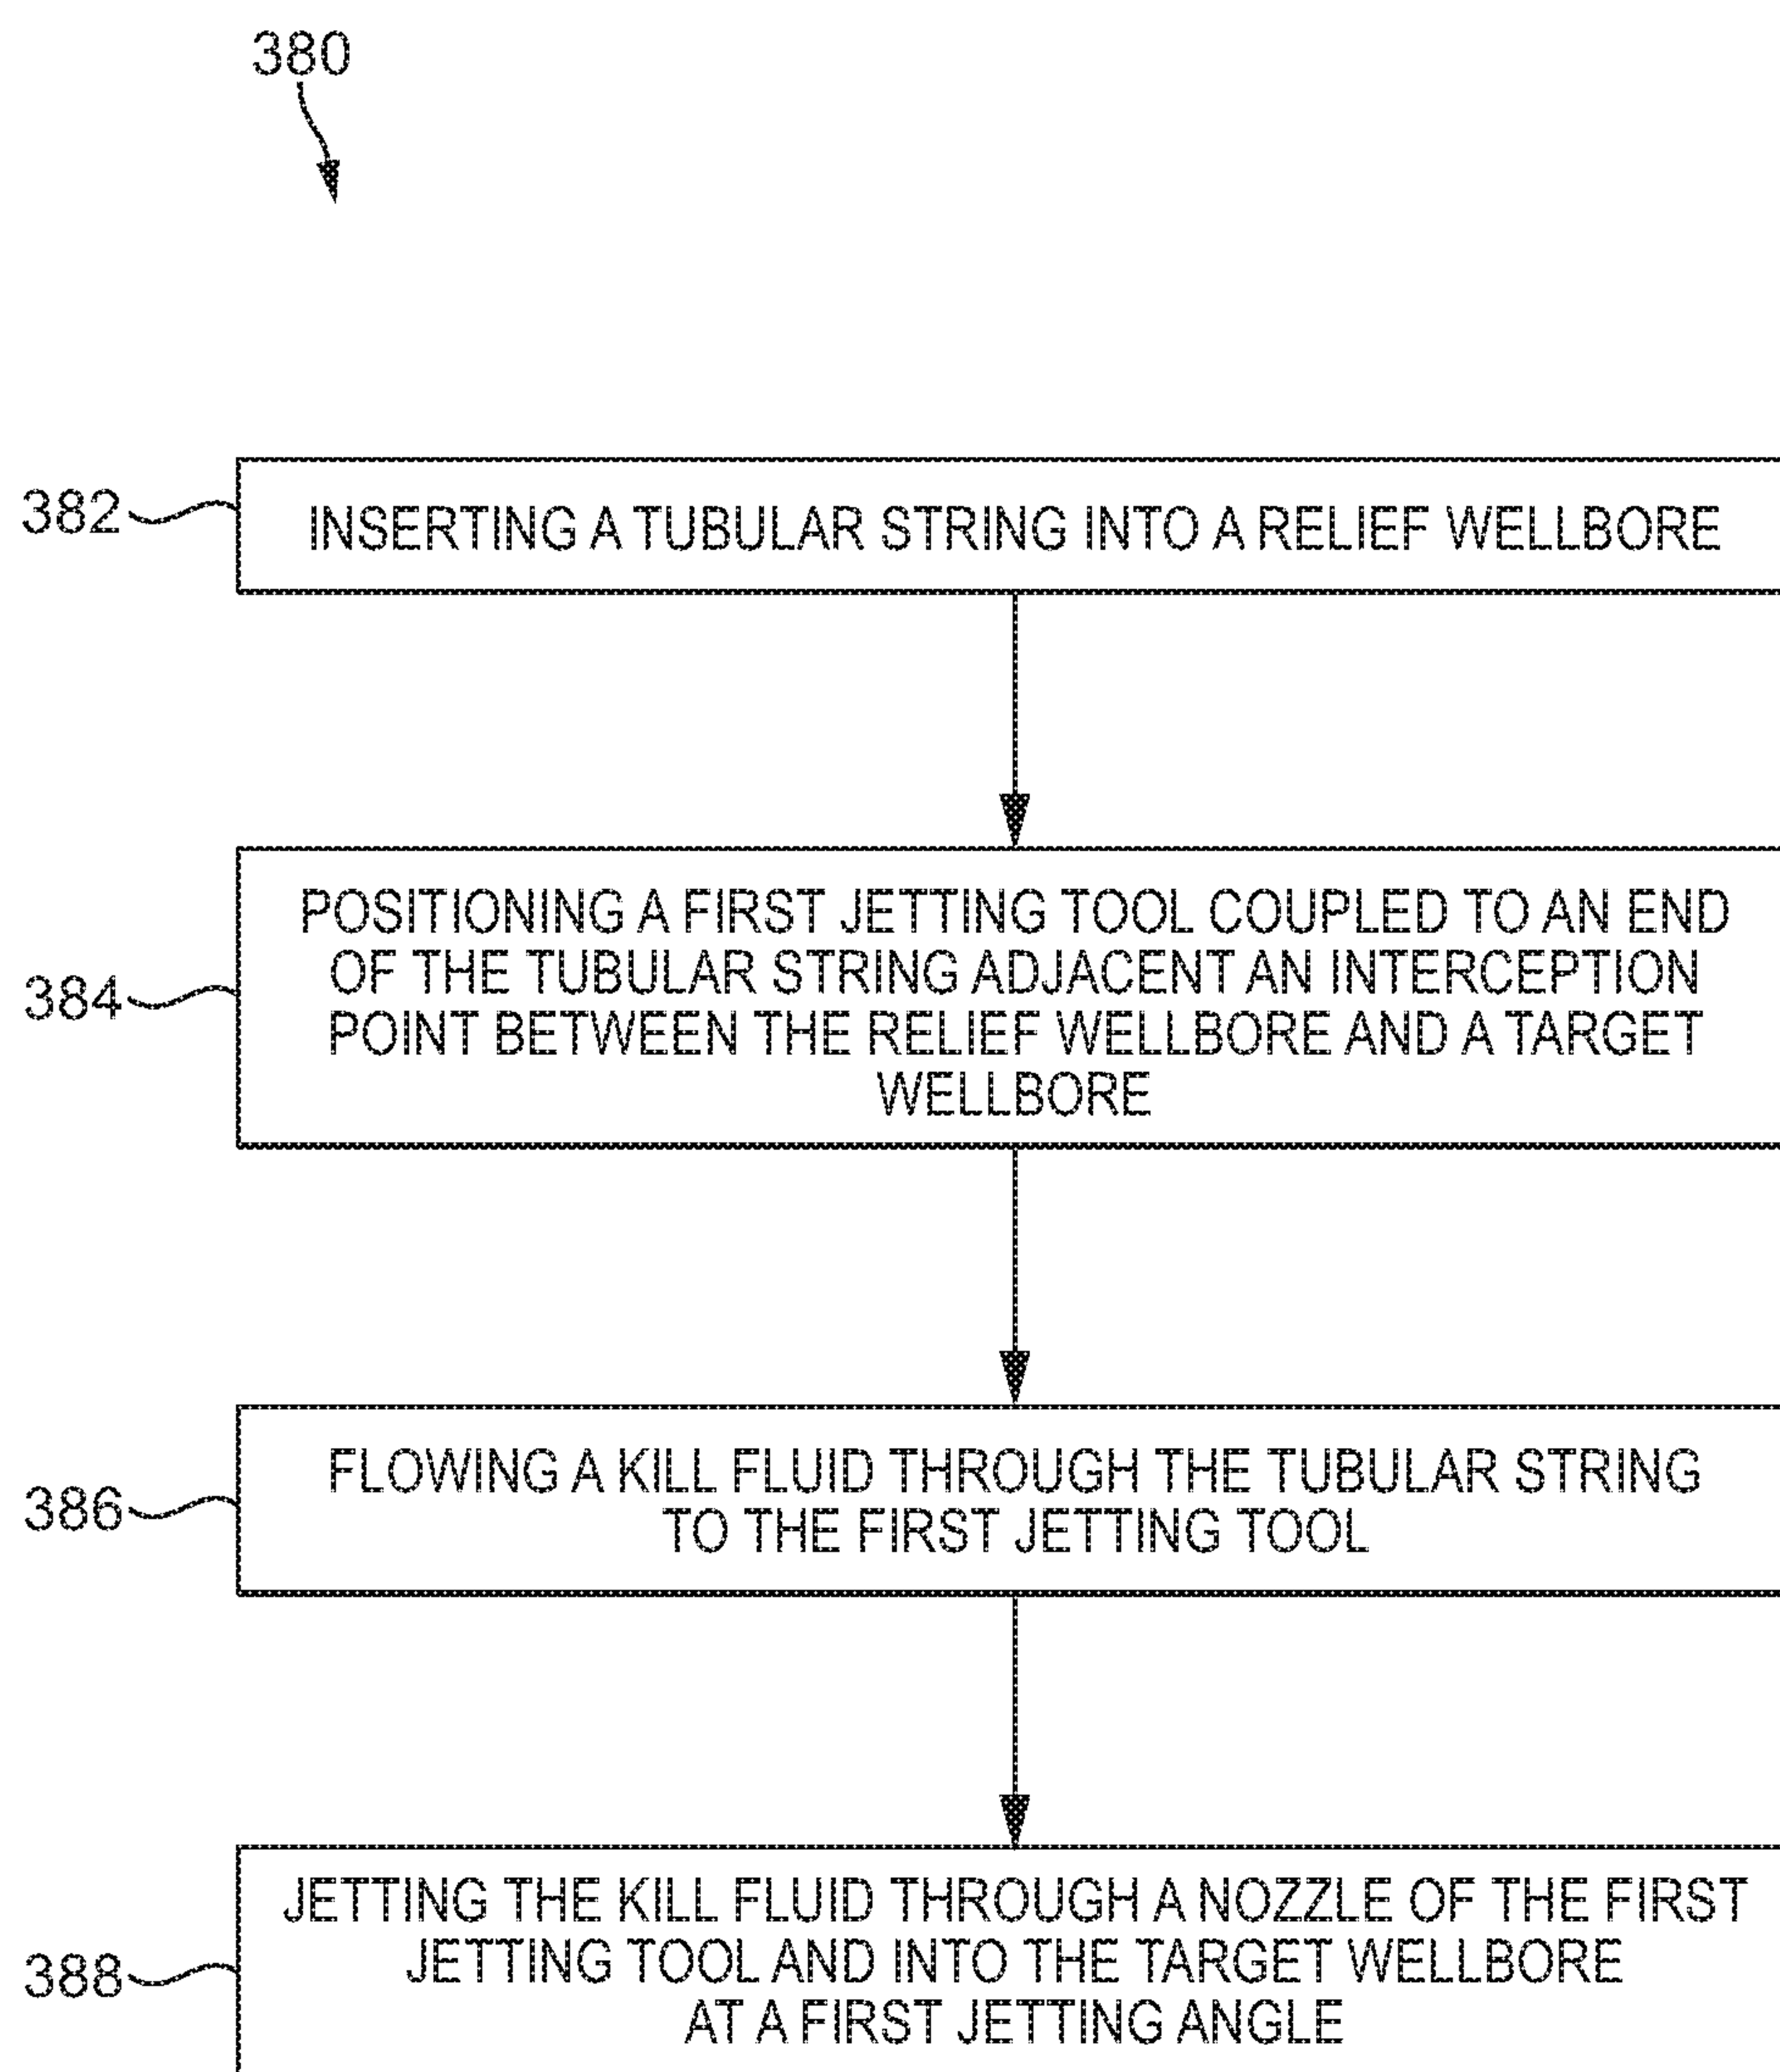 380
382
INSERTING A TUBULAR STRING INTO A RELIEF WELLBORE
384
POSITIONING A FIRST JETTING TOOL COUPLED TO AN END
OF THE TUBULAR STRING ADJACENT AN INTERCEPTION
POINT BETWEEN THE RELIEF WELLBORE AND A TARGET
WELLBORE
386
FLOWING A KILL FLUID THROUGH THE TUBULAR STRING
TO THE FIRST JETTING TOOL
388
JETTING THE KILL FLUID THROUGH A NOZZLE OF THE FIRST
JETTING TOOL AND INTO THE TARGET WELLBORE
AT A FIRST JETTING ANGLE